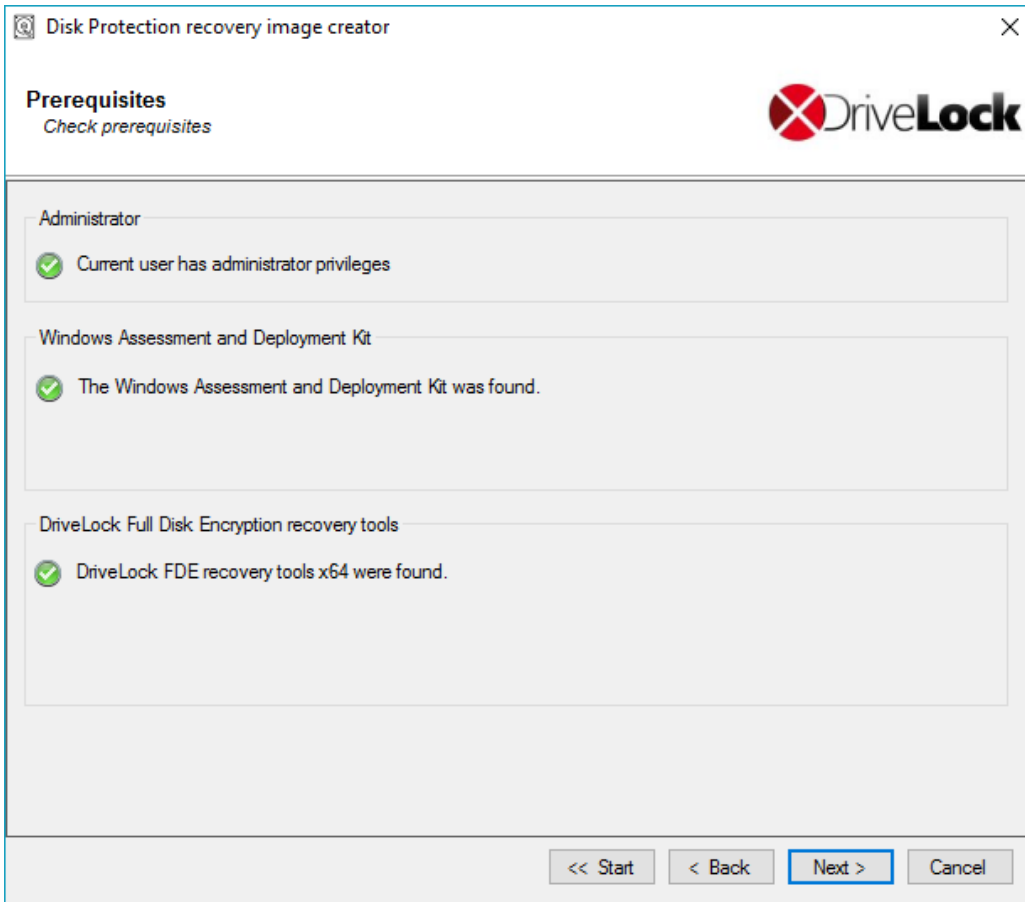 Disk Protection recovery image creator
Prerequisites
Check prerequisites
DriveLock
Administrator
Current user has administrator privileges
Windows Assessment and Deployment Kit
The Windows Assessment and Deployment Kit was found.
DriveLock Full Disk Encryption recovery tools
DriveLock FDE recovery tools x64 were found.
<< Start < Back Next > Cancel